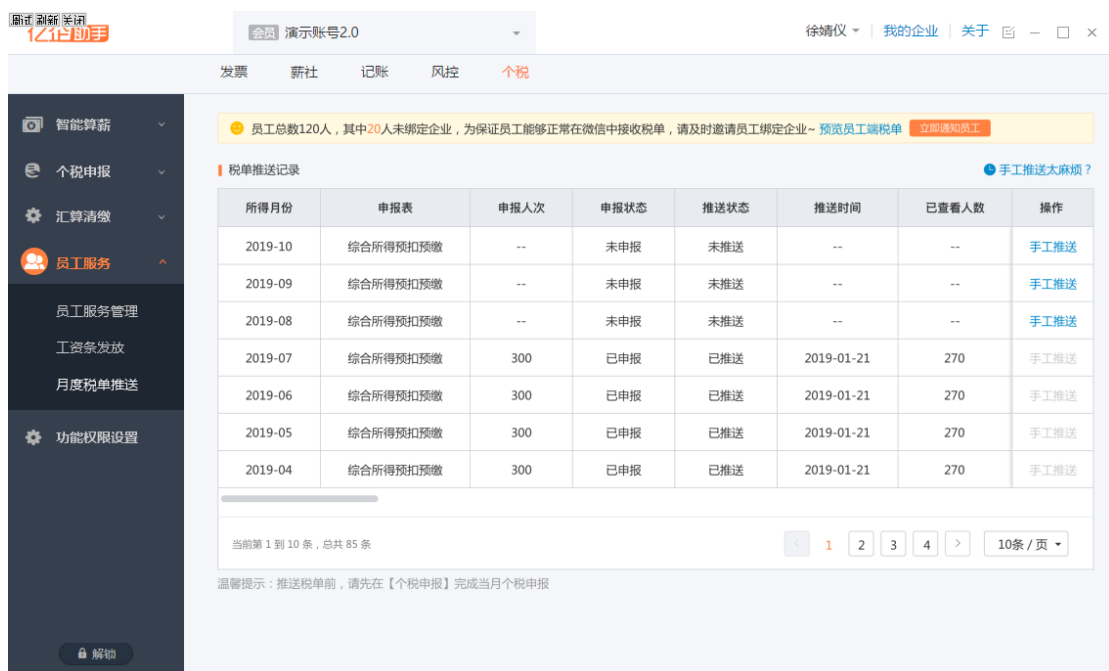 调试 刷新 关闭
亿企助手
会员 演示账号2.0
徐婧仪 我的企业 关于
发票 薪社 记账 风控 个税
智能算薪
个税申报
汇算清缴
员工服务
员工服务管理
工资条发放
月度税单推送
功能权限设置
解锁
员工总数120人，其中20人未绑定企业，为保证员工能够正常在微信中接收税单，请及时邀请员工绑定企业~ 预览员工端税单 立即通知员工
税单推送记录 手工推送太麻烦？
所得月份 申报表 申报人次 申报状态 推送状态 推送时间 已查看人数 操作
2019-10 综合所得预扣预缴 -- 未申报 未推送 -- -- 手工推送
2019-09 综合所得预扣预缴 -- 未申报 未推送 -- -- 手工推送
2019-08 综合所得预扣预缴 -- 未申报 未推送 -- -- 手工推送
2019-07 综合所得预扣预缴 300 已申报 已推送 2019-01-21 270 手工推送
2019-06 综合所得预扣预缴 300 已申报 已推送 2019-01-21 270 手工推送
2019-05 综合所得预扣预缴 300 已申报 已推送 2019-01-21 270 手工推送
2019-04 综合所得预扣预缴 300 已申报 已推送 2019-01-21 270 手工推送
当前第 1 到 10 条，总共 85 条 < 1 2 3 4 > 10条 / 页
温馨提示：推送税单前，请先在【个税申报】完成当月个税申报